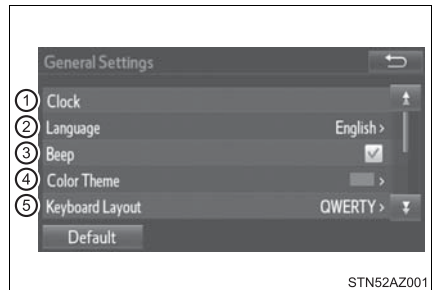 General Settings
1 Clock
2 Language English >
3 Beep
4 Color Theme >
5 Keyboard Layout QWERTY >
Default
STN52AZ001